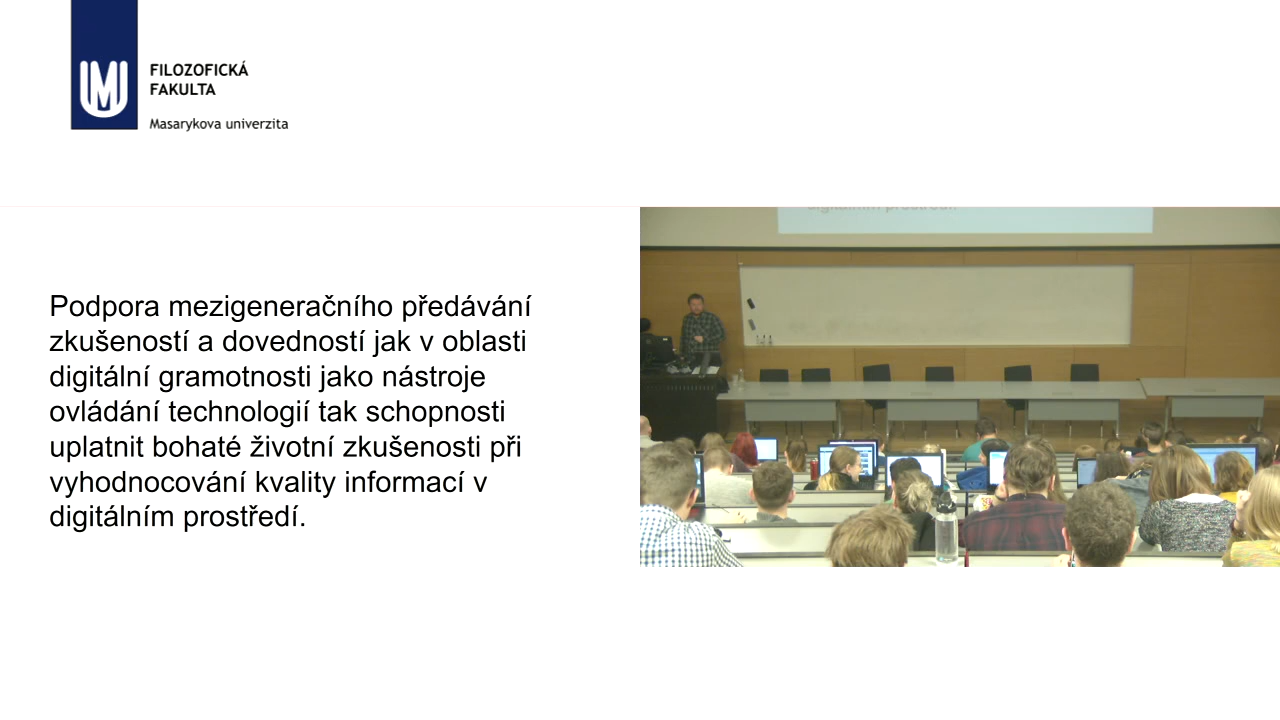 FILOZOFICKÁ
FAKULTA
Masarykova univerzita
Podpora mezigeneračního předávání
zkušeností a dovedností jak v oblasti
digitální gramotnosti jako nástroje
ovládání technologií tak schopnosti
uplatnit bohaté životní zkušenosti při
vyhodnocování kvality informací v
digitálním prostředí.